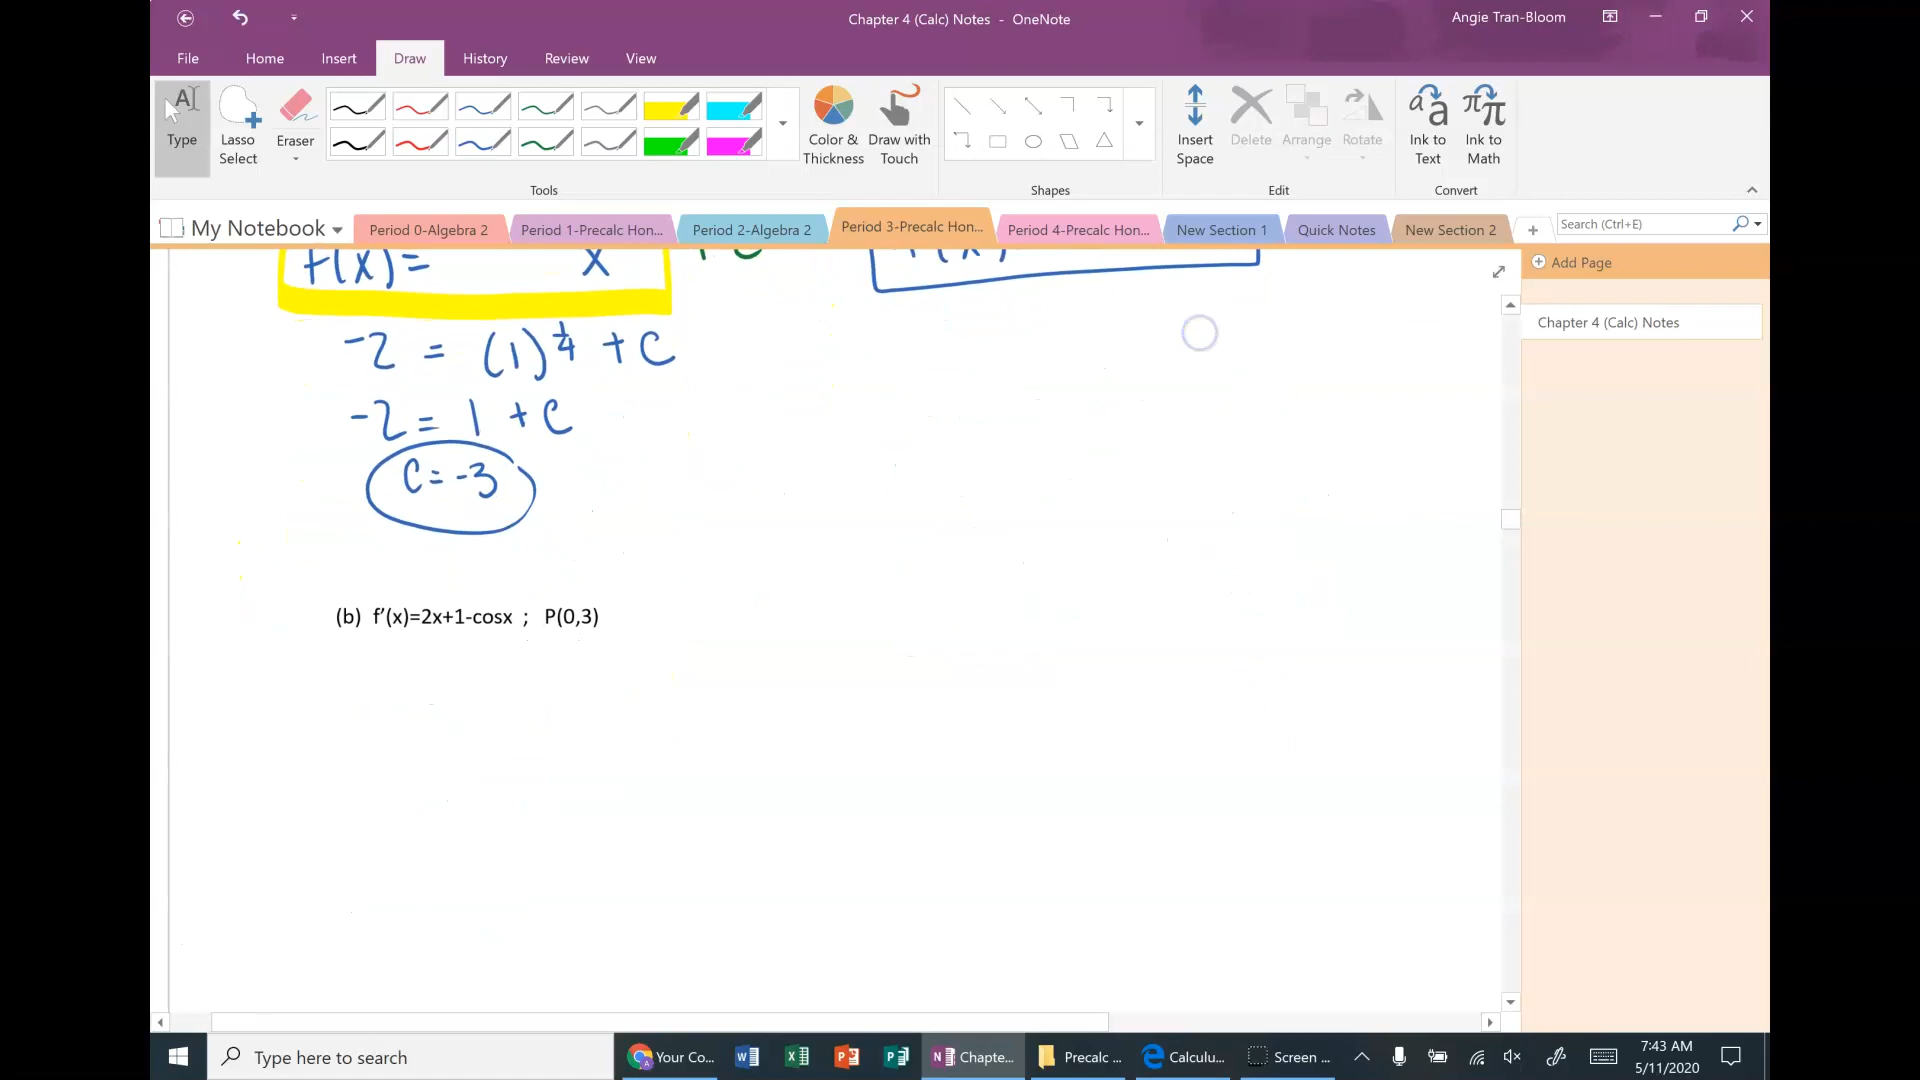 Chapter 4 (Calc) Notes - OneNote
Angie Tran-Bloom
File Home Insert Draw History Review View
Type
Lasso Select
Eraser
Color & Thickness
Draw with Touch
Insert Space
Delete
Arrange
Rotate
Ink to Text
Ink to Math
Tools Shapes Edit Convert
My Notebook Period 0-Algebra 2 Period 1-Precalc Hon... Period 2-Algebra 2 Period 3-Precalc Hon... Period 4-Precalc Hon... New Section 1 Quick Notes New Section 2 Search (Ctrl+E)
Add Page
Chapter 4 (Calc) Notes
f(x)= x
-2 = (1)^1/4 + C
-2 = 1 + C
C = -3
(b) f’(x)=2x+1-cosx ; P(0,3)
Type here to search
Your Co... Chapte... Precalc ... Calculu... Screen ...
7:43 AM
5/11/2020